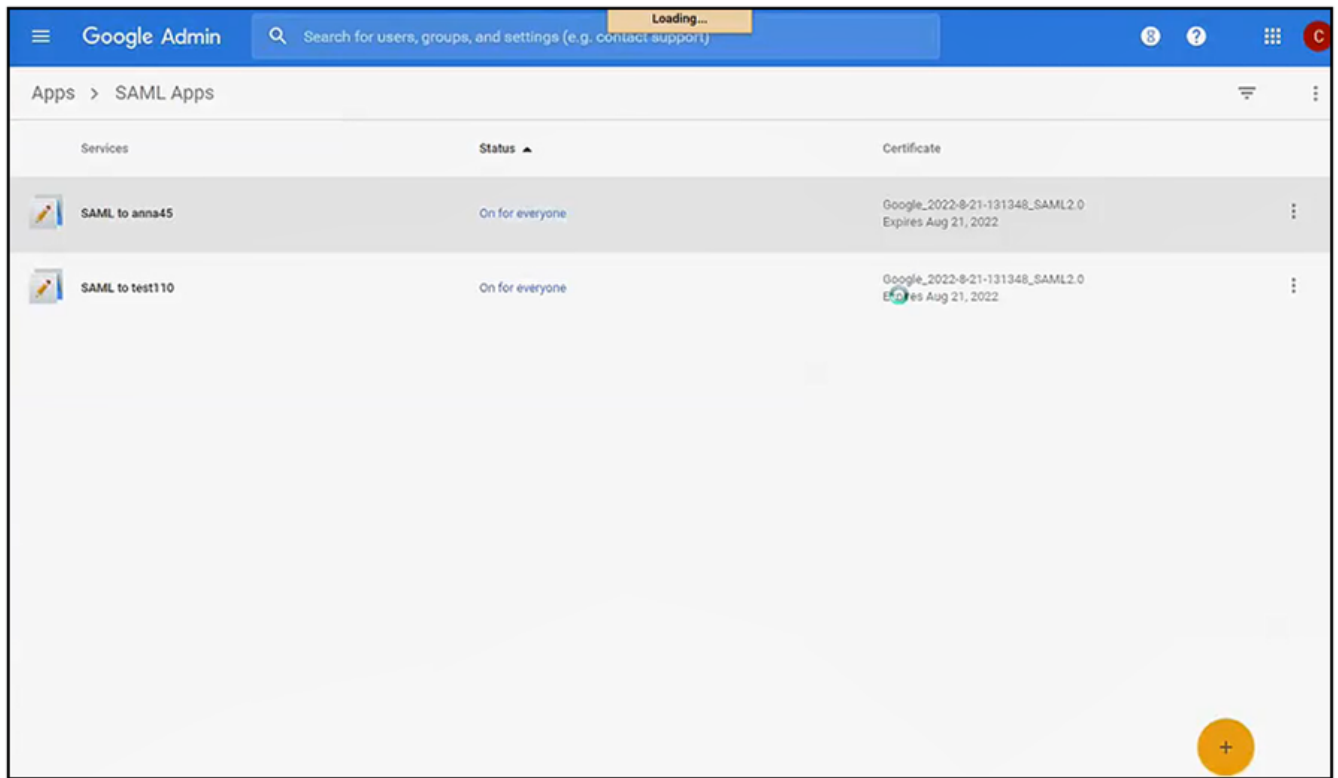 Loading...
Google Admin
Search for users, groups, and settings (e.g. contact support)
8
?
C
Apps > SAML Apps
Services
Status
Certificate
SAML to anna45
On for everyone
Google_2022-8-21-131348_SAML2.0
Expires Aug 21, 2022
SAML to test110
On for everyone
Google_2022-8-21-131348_SAML2.0
Expires Aug 21, 2022
+